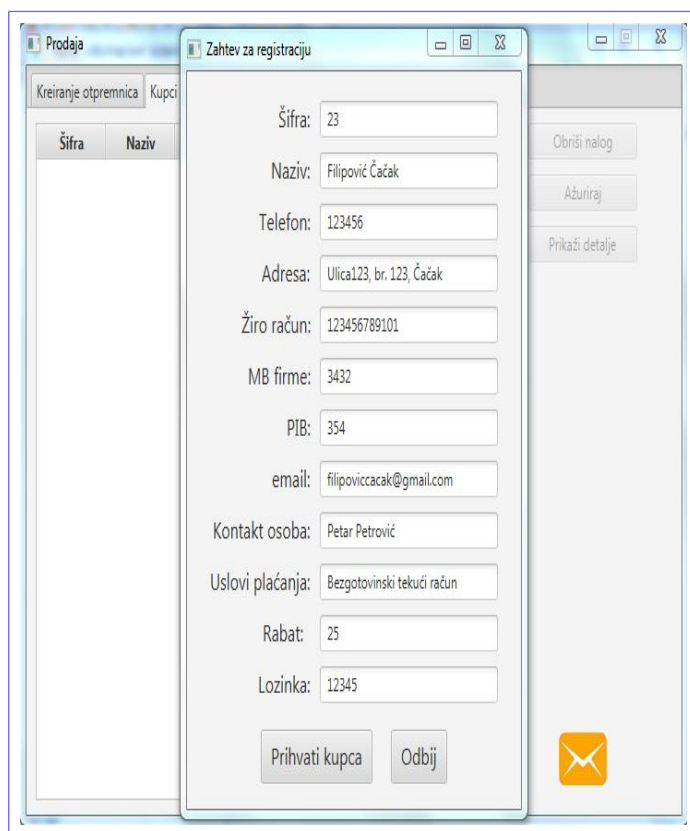 Prodaja
Zahtev za registraciju
Kreiranje otpremnica Kupci
Šifra Naziv
Obriši nalog
Ažuriraj
Prikaži detalje
Šifra: 23
Naziv: Filipović Čačak
Telefon: 123456
Adresa: Ulica123, br. 123, Čačak
Žiro račun: 123456789101
MB firme: 3432
PIB: 354
email: filipoviccacak@gmail.com
Kontakt osoba: Petar Petrović
Uslovi plaćanja: Bezgotovinski tekući račun
Rabat: 25
Lozinka: 12345
Prihvati kupca Odbij